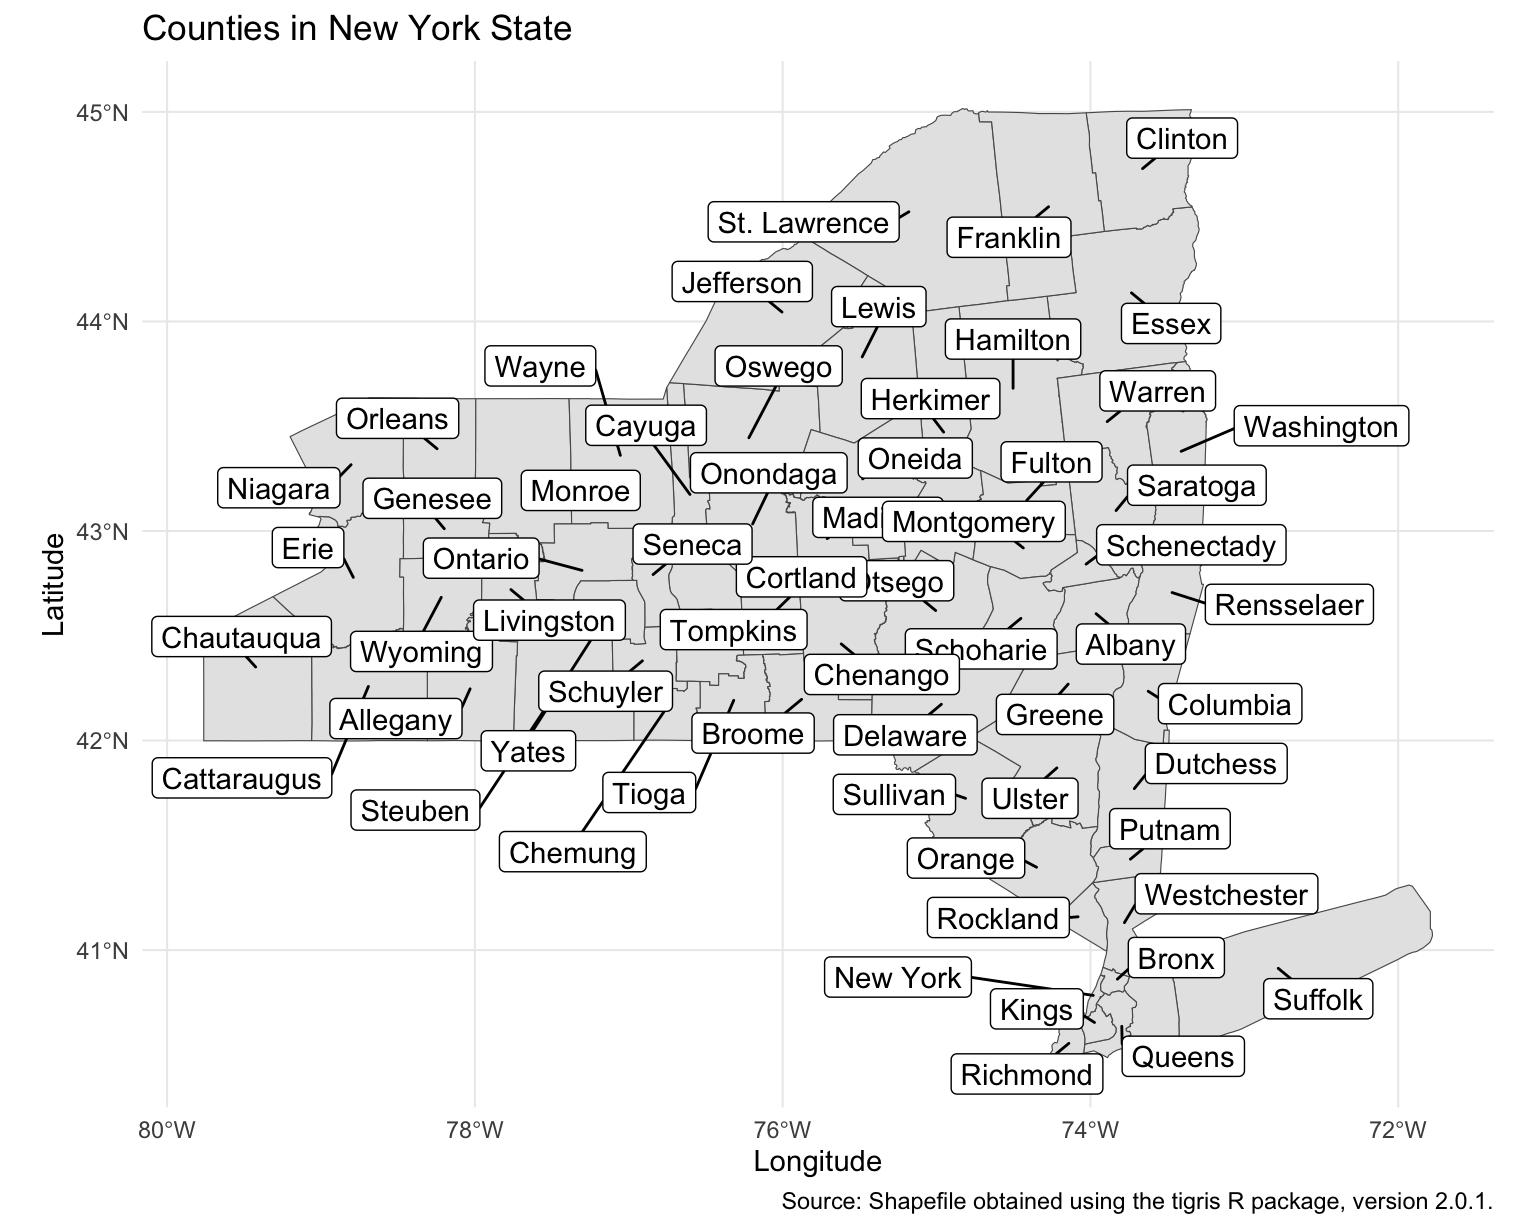 Counties in New York State
45°N
Clinton
St. Lawrence
Franklin
Jefferson
Lewis
44°N
Essex
Hamilton
Wayne
Oswego
Warren
Herkimer
Orleans
Cayuga
Washington
Oneida
Fulton
Onondaga
Saratoga
Niagara
Monroe
Genesee
Mad
Montgomery
43°N
Seneca
Schenectady
Erie
Ontario
Cortland
Otsego
Rensselaer
Livingston
Tompkins
Chautauqua
Albany
Schoharie
Wyoming
Chenango
Schuyler
Columbia
Greene
Allegany
Broome
Delaware
42°N
Yates
Dutchess
Cattaraugus
Tioga
Sullivan
Ulster
Steuben
Putnam
Chemung
Orange
Westchester
Rockland
41°N
Bronx
New York
Suffolk
Kings
Queens
Richmond
Latitude
80°W
78°W
76°W
74°W
72°W
Longitude
Source: Shapefile obtained using the tigris R package, version 2.0.1.